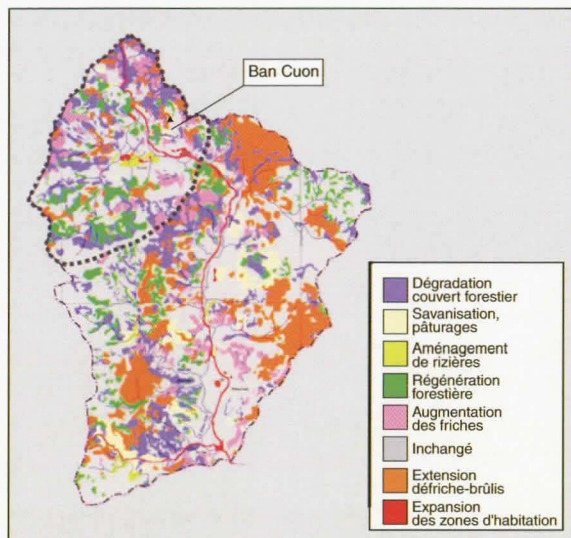 Ban Cuon
Dégradation
couvert forestier
Savanisation,
pâturages
Aménagement
de rizières
Régénération
forestière
Augmentation
des friches
Inchangé
Extension
défriche-brûlis
Expansion
des zones d'habitation